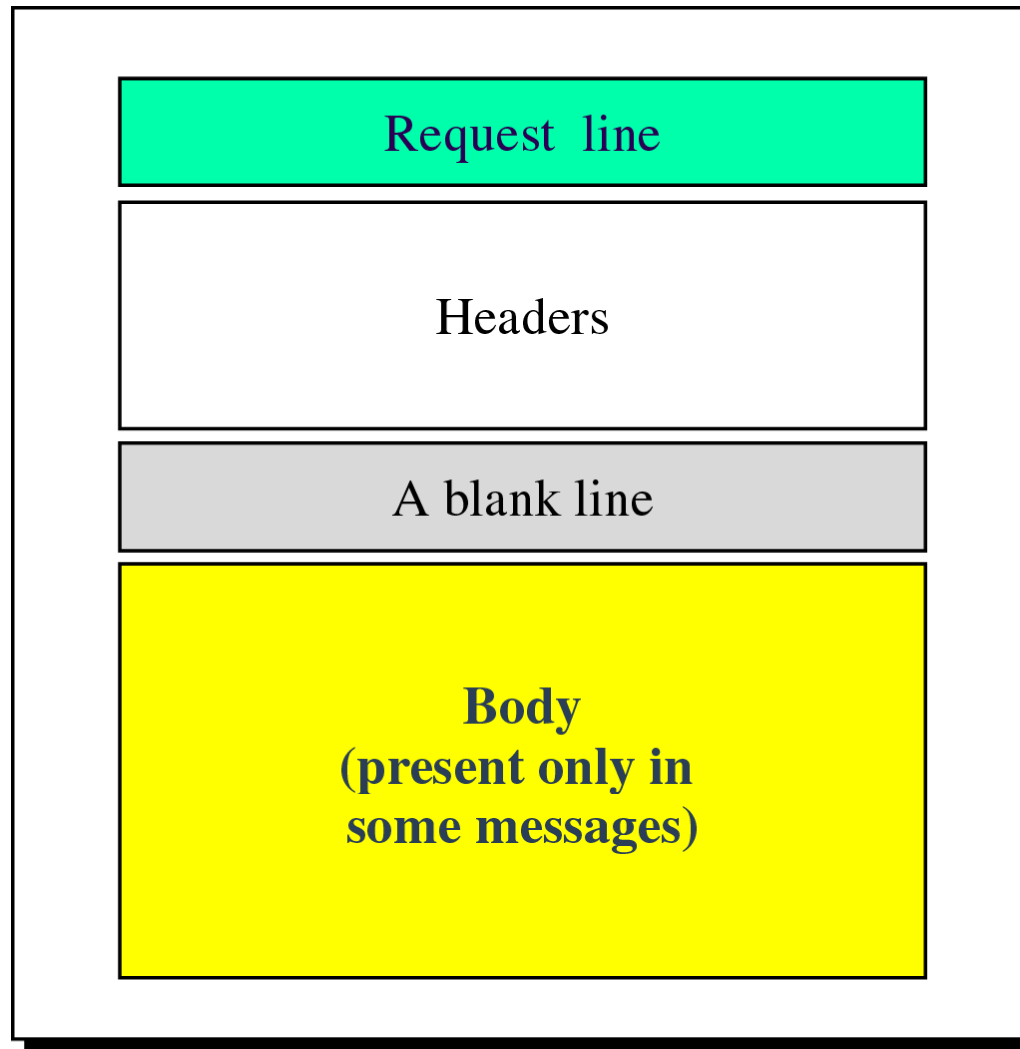 Request line
Headers
A blank line
Body
(present only in
some messages)